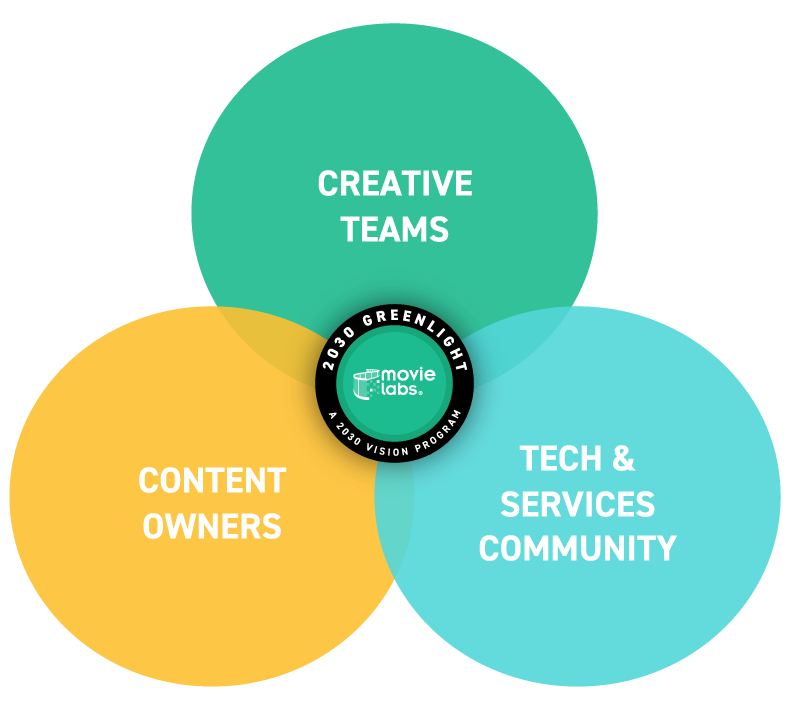 CREATIVE
TEAMS
2030 GREENLIGHT
movie
labs®
A 2030 VISION PROGRAM
CONTENT
OWNERS
TECH &
SERVICES
COMMUNITY